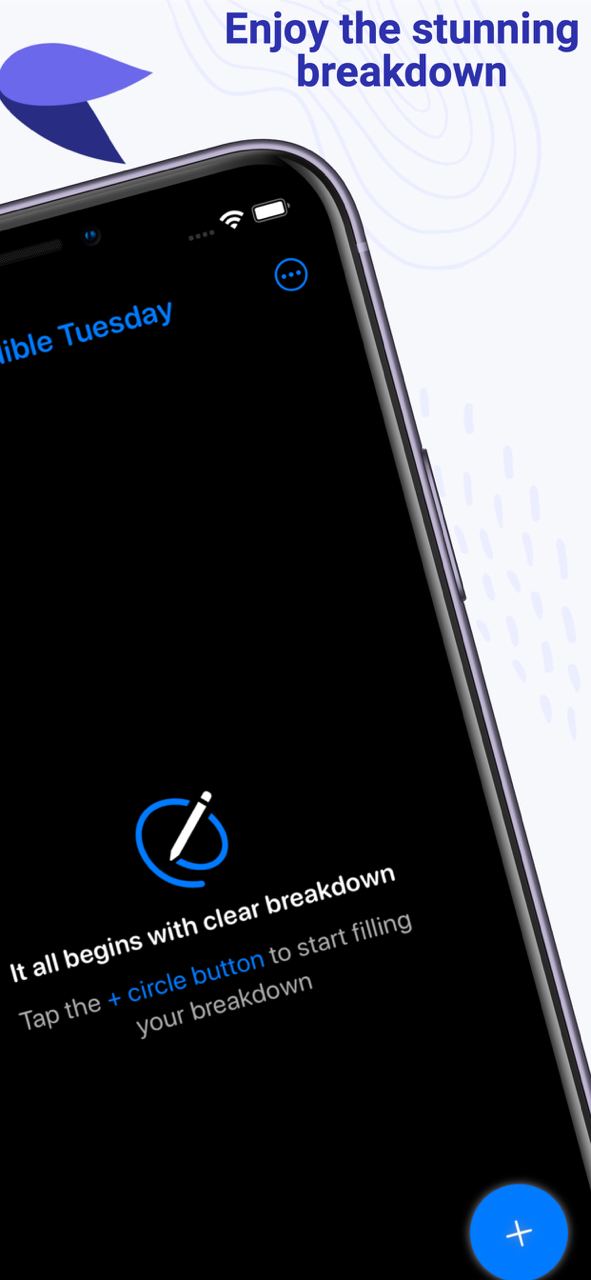 Enjoy the stunning
breakdown
Tuesday
It all begins with clear breakdown
Tap the + circle button to start filling
your breakdown